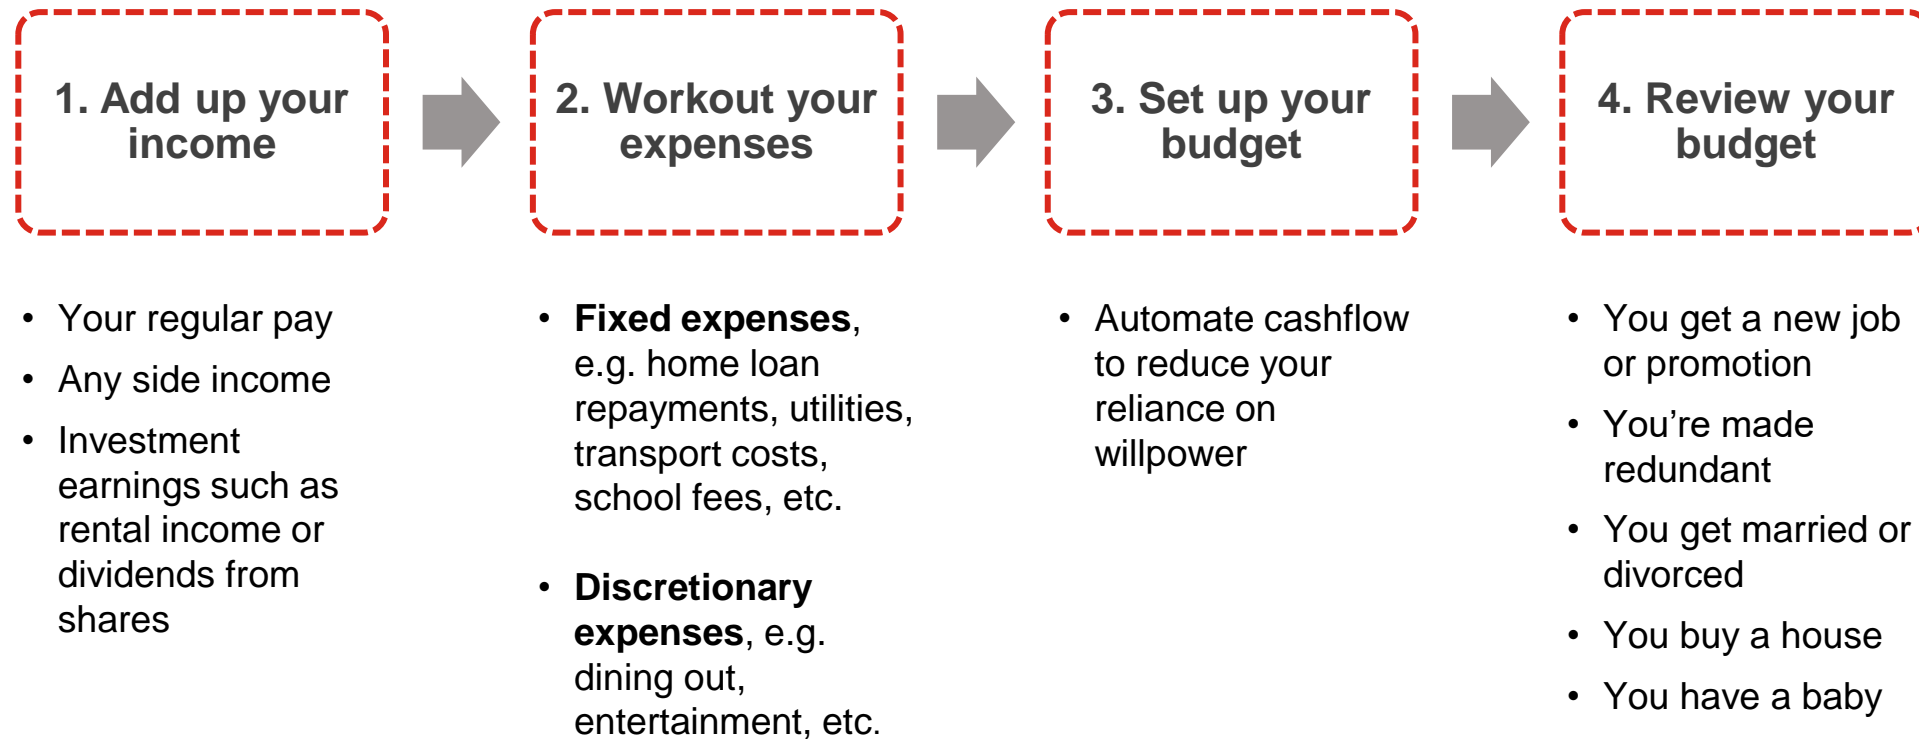 1. Add up your
income
2. Workout your
expenses
3. Set up your
budget
4. Review your
budget
• Your regular pay
• Any side income
• Investment
earnings such as
rental income or
dividends from
shares
• Fixed expenses,
e.g. home loan
repayments, utilities,
transport costs,
school fees, etc.
• Discretionary
expenses, e.g.
dining out,
entertainment, etc.
• Automate cashflow
to reduce your
reliance on
willpower
• You get a new job
or promotion
• You’re made
redundant
• You get married or
divorced
• You buy a house
• You have a baby